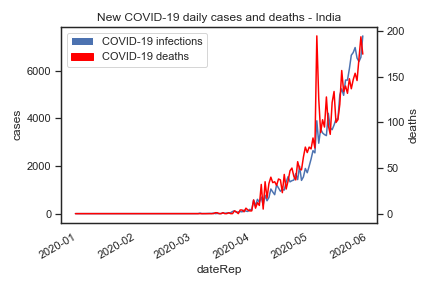 New COVID-19 daily cases and deaths - India
COVID-19 infections
COVID-19 deaths
cases
6000
4000
2000
0
200
150
100
50
0
deaths
2020-01
2020-02
2020-03
2020-04
2020-05
2020-06
dateRep